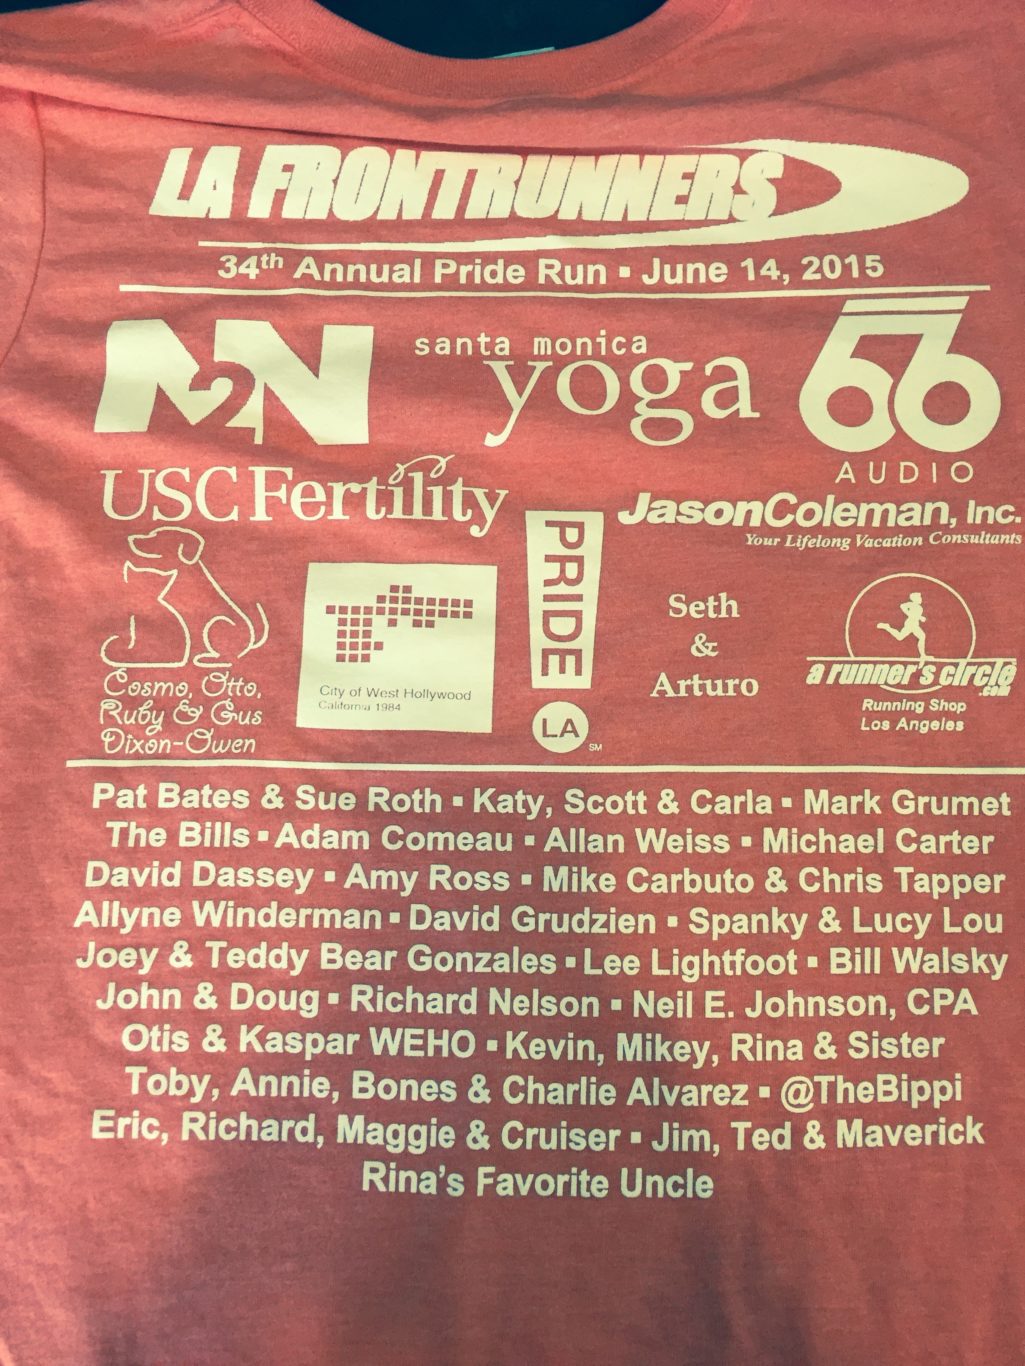 LA FRONTRUNNERS
34th Annual Pride Run ▪ June 14, 2015
M2N
santa monica
yoga
56
AUDIO
USC Fertility
JasonColeman, Inc.
Your Lifelong Vacation Consultants
PRIDE
LA
SM
Cosmo, Otto,
Ruby & Gus
Dixon-Owen
City of West Hollywood
California 1984
Seth
&
Arturo
a runner's circle
.com
Running Shop
Los Angeles
Pat Bates & Sue Roth ▪ Katy, Scott & Carla ▪ Mark Grumet
The Bills ▪ Adam Comeau ▪ Allan Weiss ▪ Michael Carter
David Dassey ▪ Amy Ross ▪ Mike Carbuto & Chris Tapper
Allyne Winderman ▪ David Grudzien ▪ Spanky & Lucy Lou
Joey & Teddy Bear Gonzales ▪ Lee Lightfoot ▪ Bill Walsky
John & Doug ▪ Richard Nelson ▪ Neil E. Johnson, CPA
Otis & Kaspar WEHO ▪ Kevin, Mikey, Rina & Sister
Toby, Annie, Bones & Charlie Alvarez ▪ @TheBippi
Eric, Richard, Maggie & Cruiser ▪ Jim, Ted & Maverick
Rina's Favorite Uncle